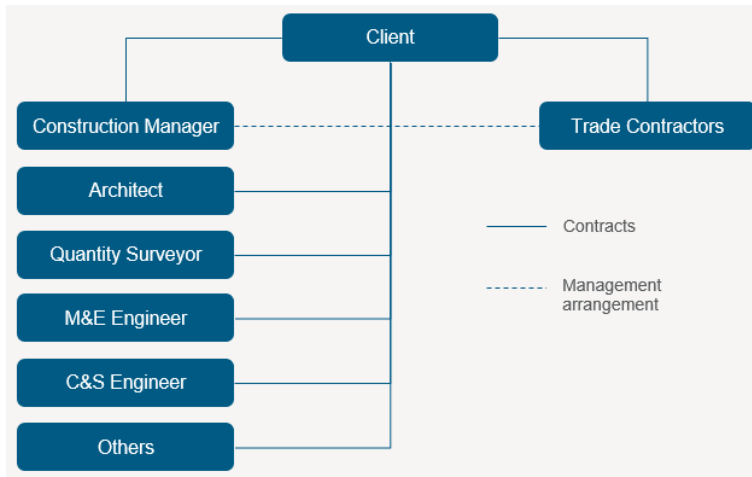 Client
Construction Manager
Trade Contractors
Architect
Quantity Surveyor
M&E Engineer
C&S Engineer
Others
Contracts
Management
arrangement